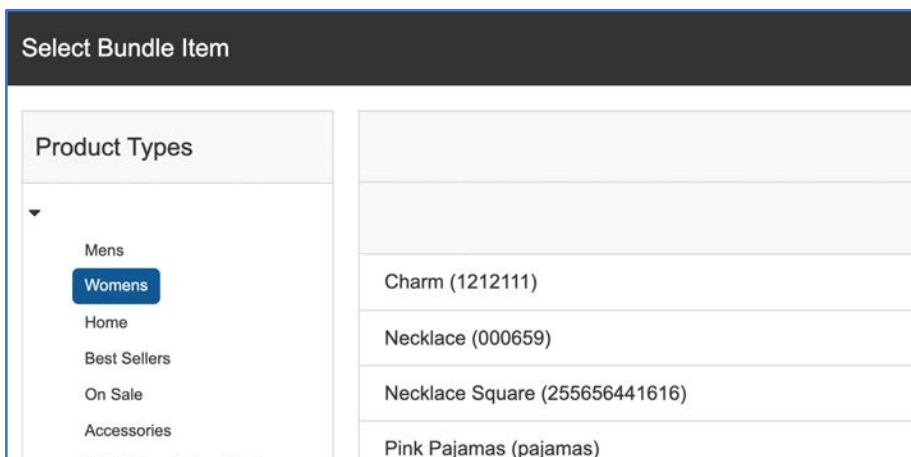 Select Bundle Item
Product Types
Mens
Womens
Home
Best Sellers
On Sale
Accessories
Charm (1212111)
Necklace (000659)
Necklace Square (255656441616)
Pink Pajamas (pajamas)